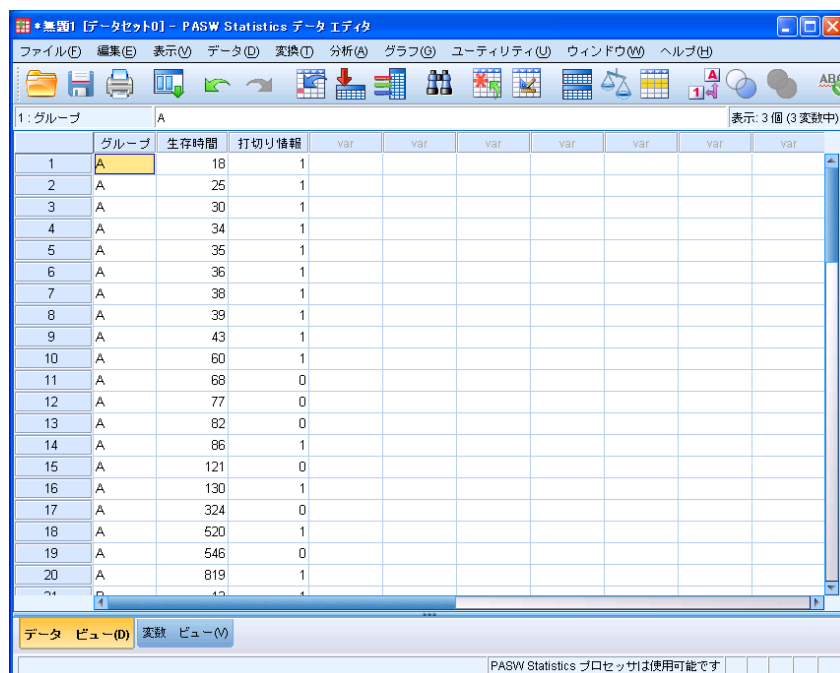 *無題1 [データセット0] - PASW Statistics データ エディタ
ファイル(F) 編集(E) 表示(V) データ(D) 変換(T) 分析(A) グラフ(G) ユーティリティ(U) ウィンドウ(W) ヘルプ(H)
A
1
ABC
1 : グループ A 表示: 3 個 (3 変数中)
グループ 生存時間 打切り情報 var var var var var var var
1 A 18 1
2 A 25 1
3 A 30 1
4 A 34 1
5 A 35 1
6 A 36 1
7 A 38 1
8 A 39 1
9 A 43 1
10 A 60 1
11 A 68 0
12 A 77 0
13 A 82 0
14 A 86 1
15 A 121 0
16 A 130 1
17 A 324 0
18 A 520 1
19 A 546 0
20 A 819 1
データ ビュー(D) 変数 ビュー(V)
PASW Statistics プロセッサは使用可能です